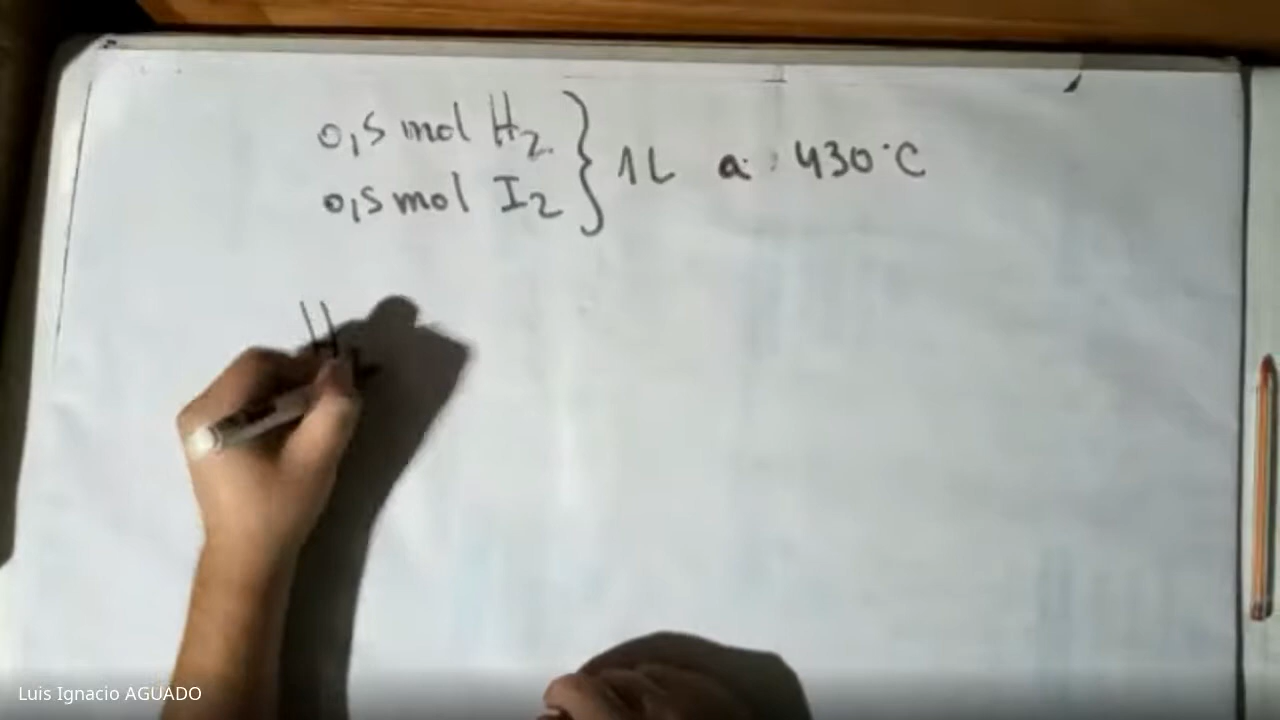 0,5 mol H₂ } 1L a: 430°C
0,5 mol I₂
H
Luis Ignacio AGUADO